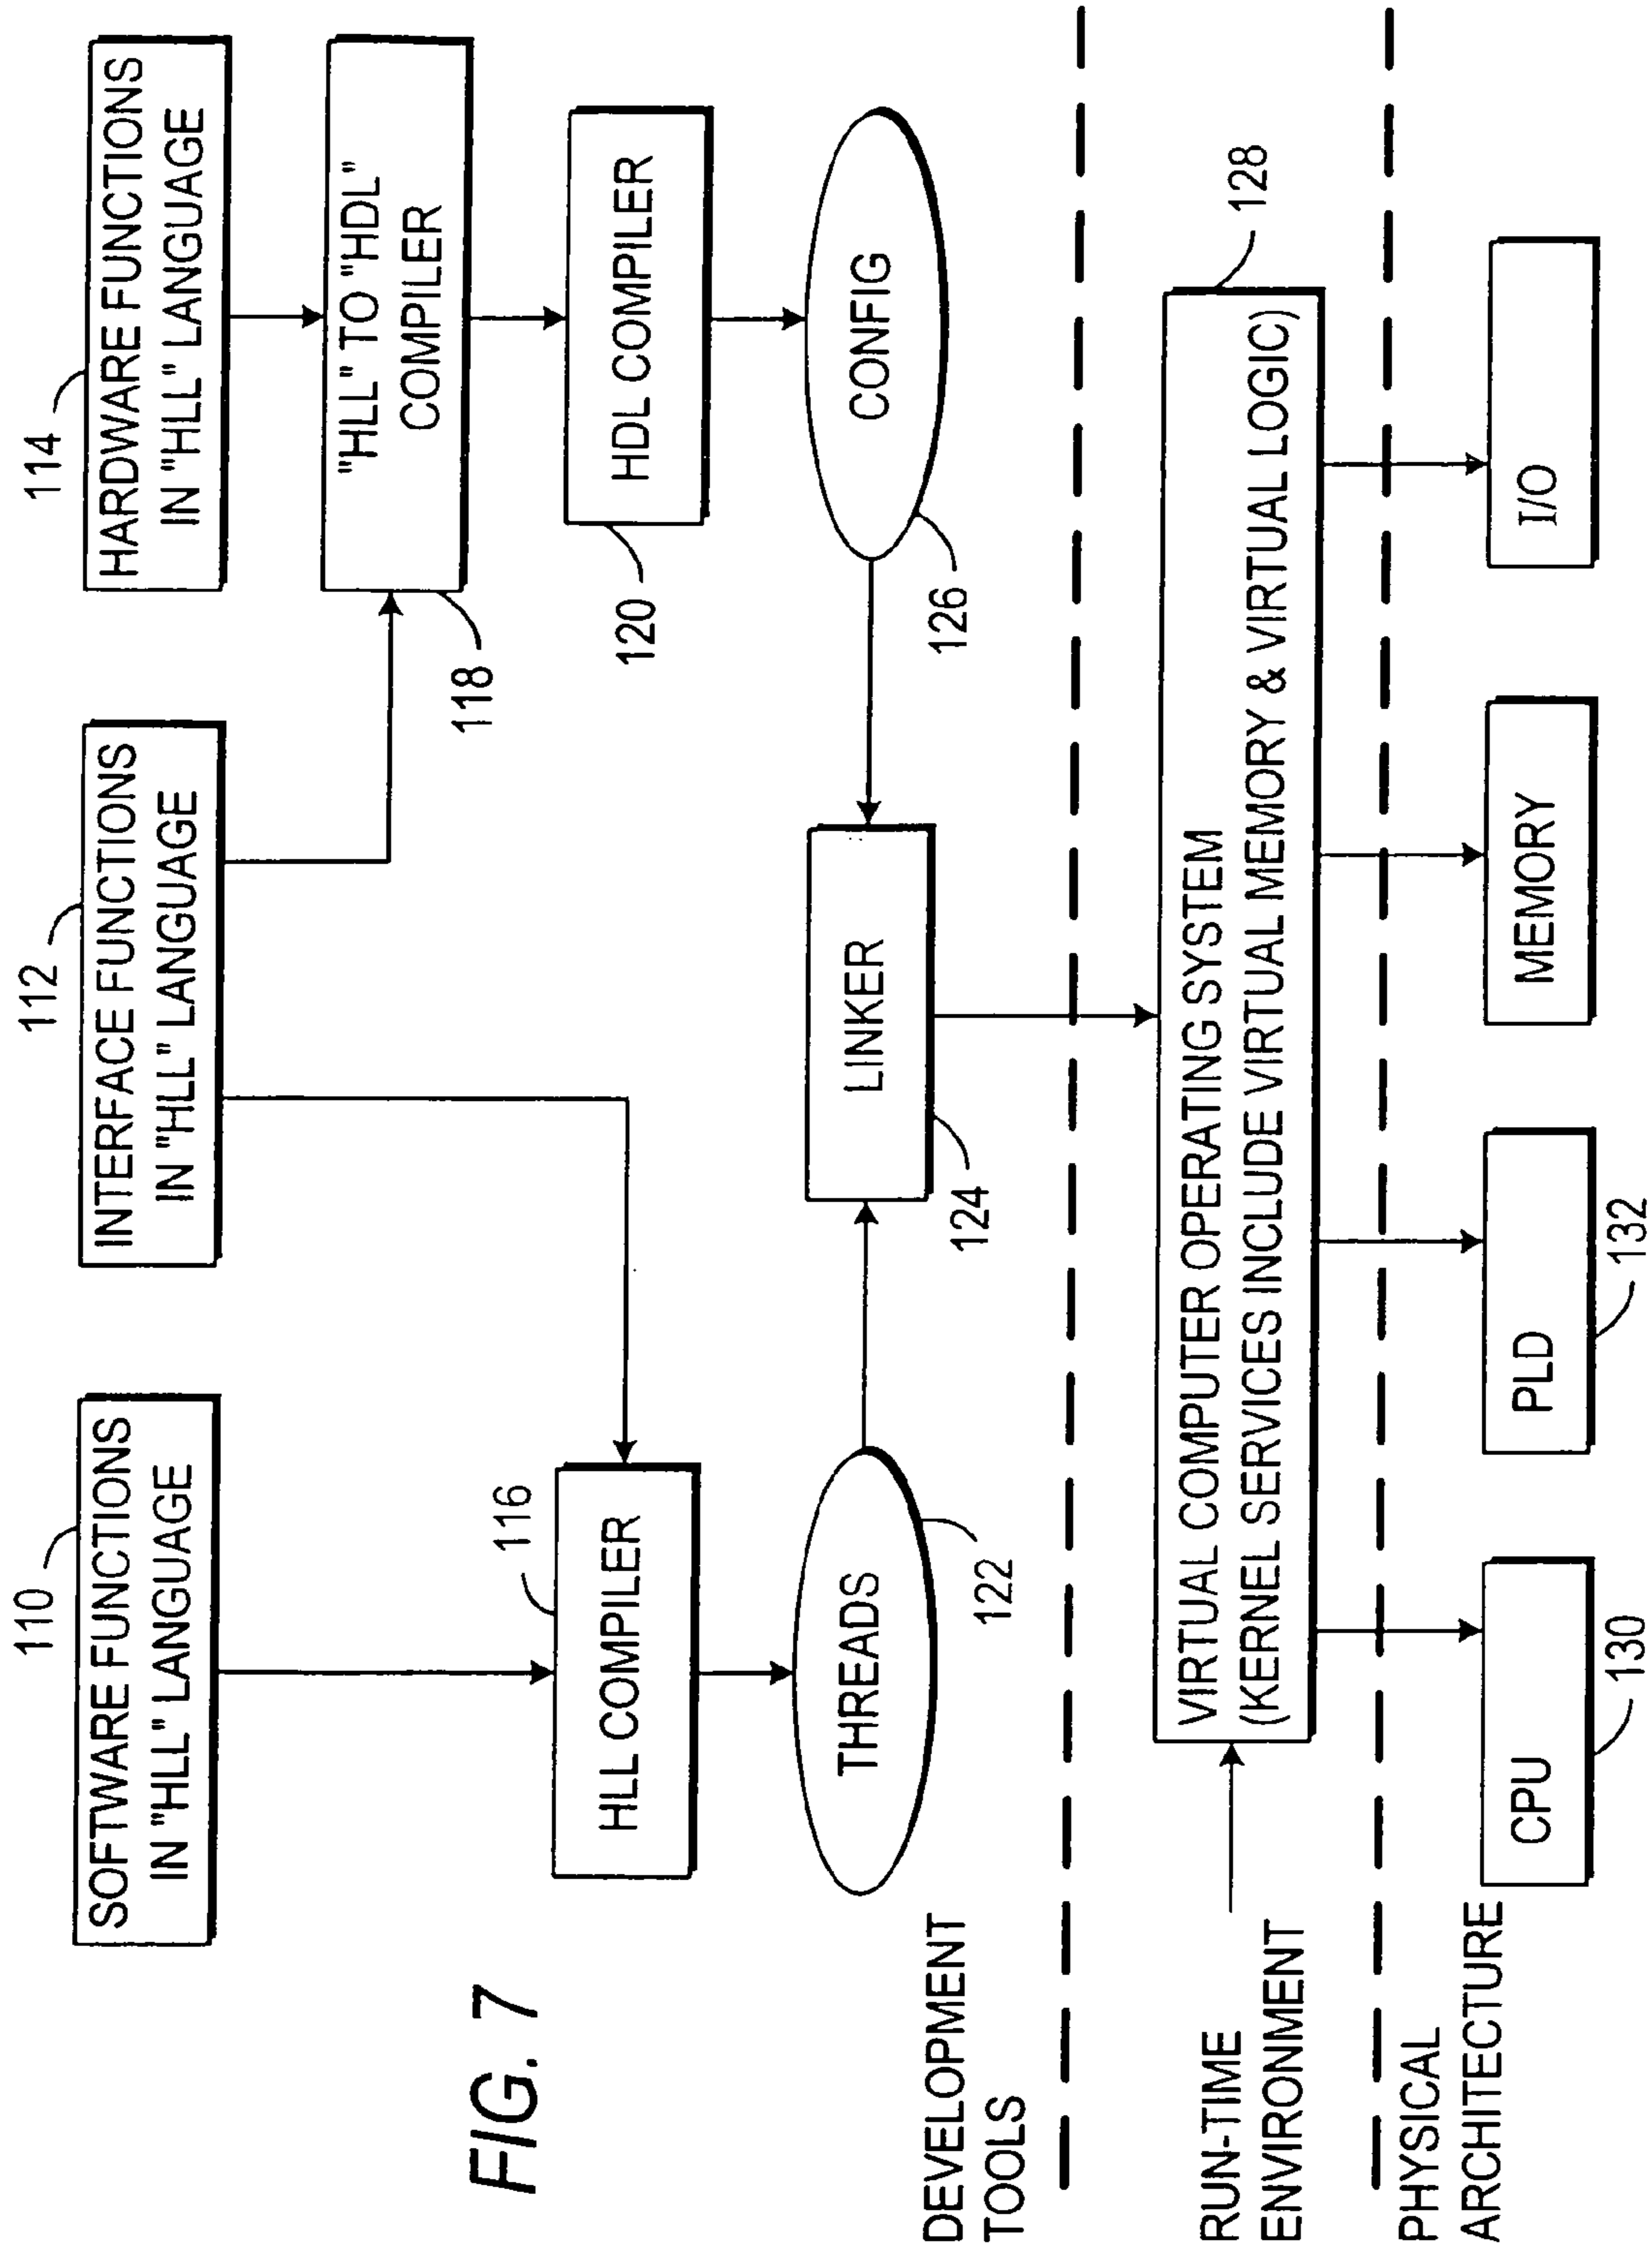 110
SOFTWARE FUNCTIONS
IN "HLL" LANGUAGE
112
INTERFACE FUNCTIONS
IN "HLL" LANGUAGE
114
HARDWARE FUNCTIONS
IN "HLL" LANGUAGE
"HLL" TO "HDL"
COMPILER
118
FIG. 7
116
HLL COMPILER
HDL COMPILER
120
THREADS
122
LINKER
124
CONFIG
126
DEVELOPMENT
TOOLS
RUN-TIME
ENVIRONMENT
VIRTUAL COMPUTER OPERATING SYSTEM
(KERNEL SERVICES INCLUDE VIRTUAL MEMORY & VIRTUAL LOGIC)
128
PHYSICAL
ARCHITECTURE
CPU
130
PLD
132
MEMORY
I/O